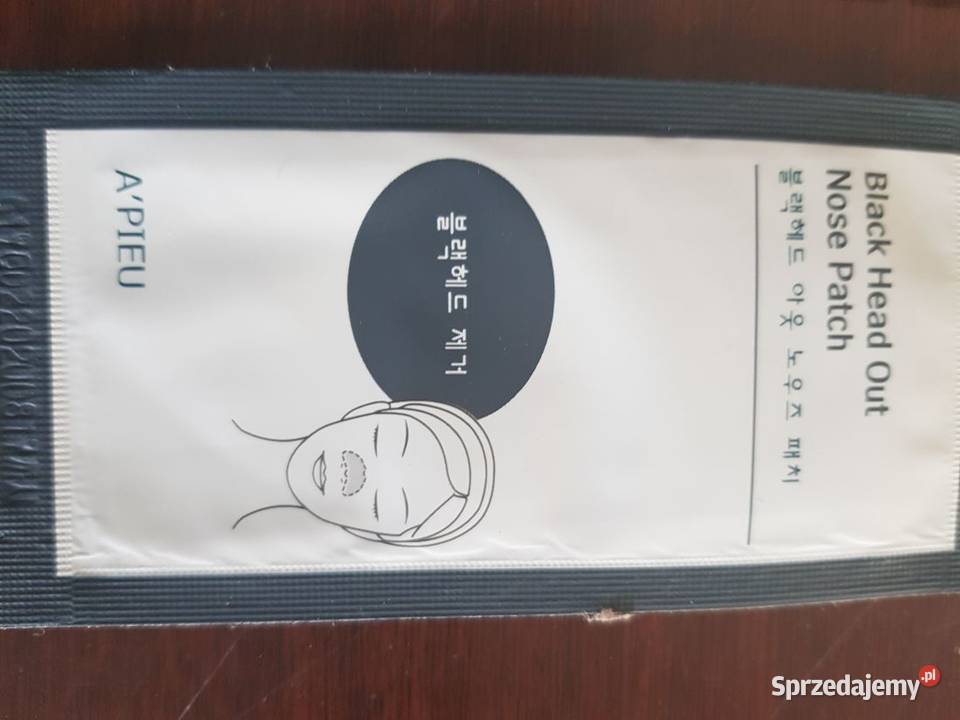 Black Head Out
Nose Patch
블랙헤드 아웃 노우즈 패치
블랙헤드 제거
A'PIEU
Sprzedajemy.pl